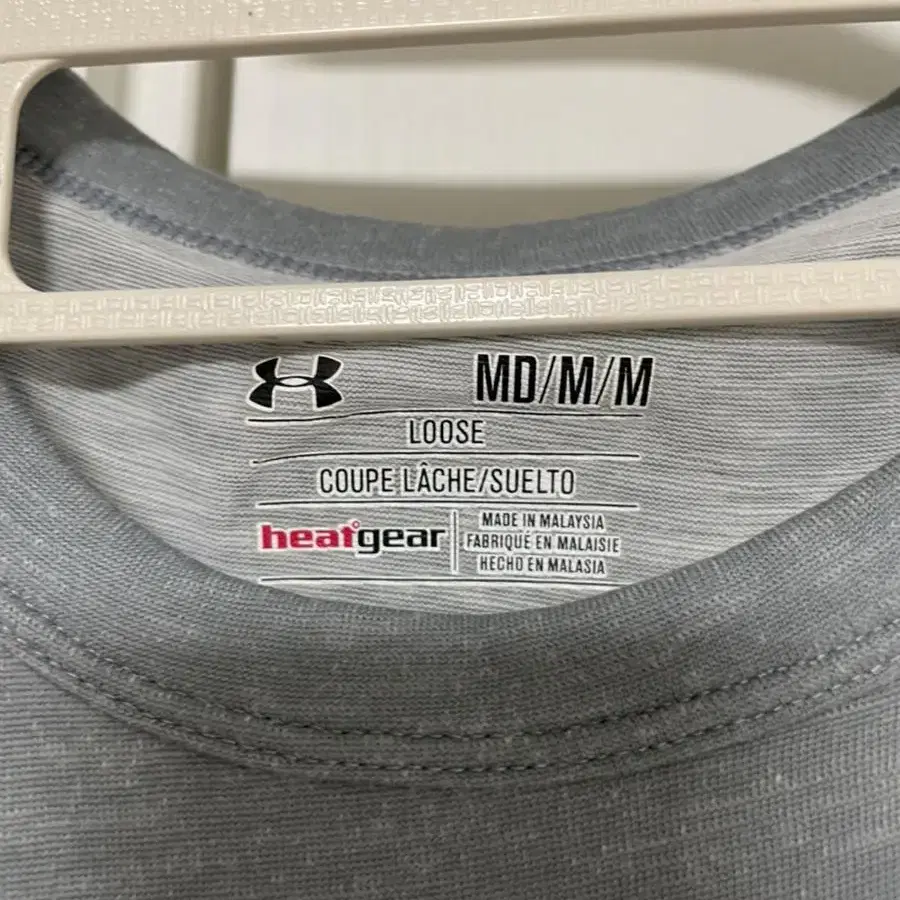 MD/M/M
LOOSE
COUPE LÂCHE/SUELTO
heatgear
MADE IN MALAYSIA
FABRIQUÉ EN MALAISIE
HECHO EN MALASIA